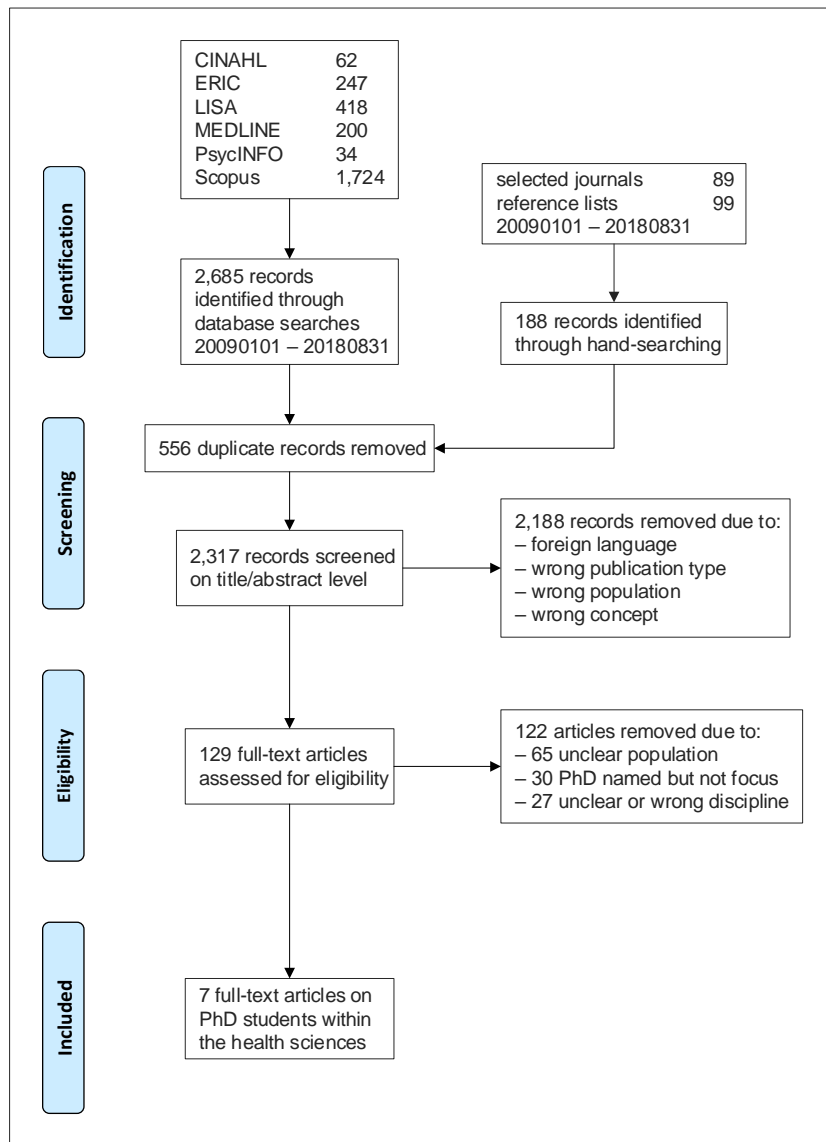 CINAHL 62
ERIC 247
LISA 418
MEDLINE 200
PsycINFO 34
Scopus 1,724
selected journals 89
reference lists 99
20090101 – 20180831
Identification
2,685 records
identified through
database searches
20090101 – 20180831
188 records identified
through hand-searching
556 duplicate records removed
Screening
2,317 records screened
on title/abstract level
2,188 records removed due to:
– foreign language
– wrong publication type
– wrong population
– wrong concept
Eligibility
129 full-text articles
assessed for eligibility
122 articles removed due to:
– 65 unclear population
– 30 PhD named but not focus
– 27 unclear or wrong discipline
Included
7 full-text articles on
PhD students within
the health sciences